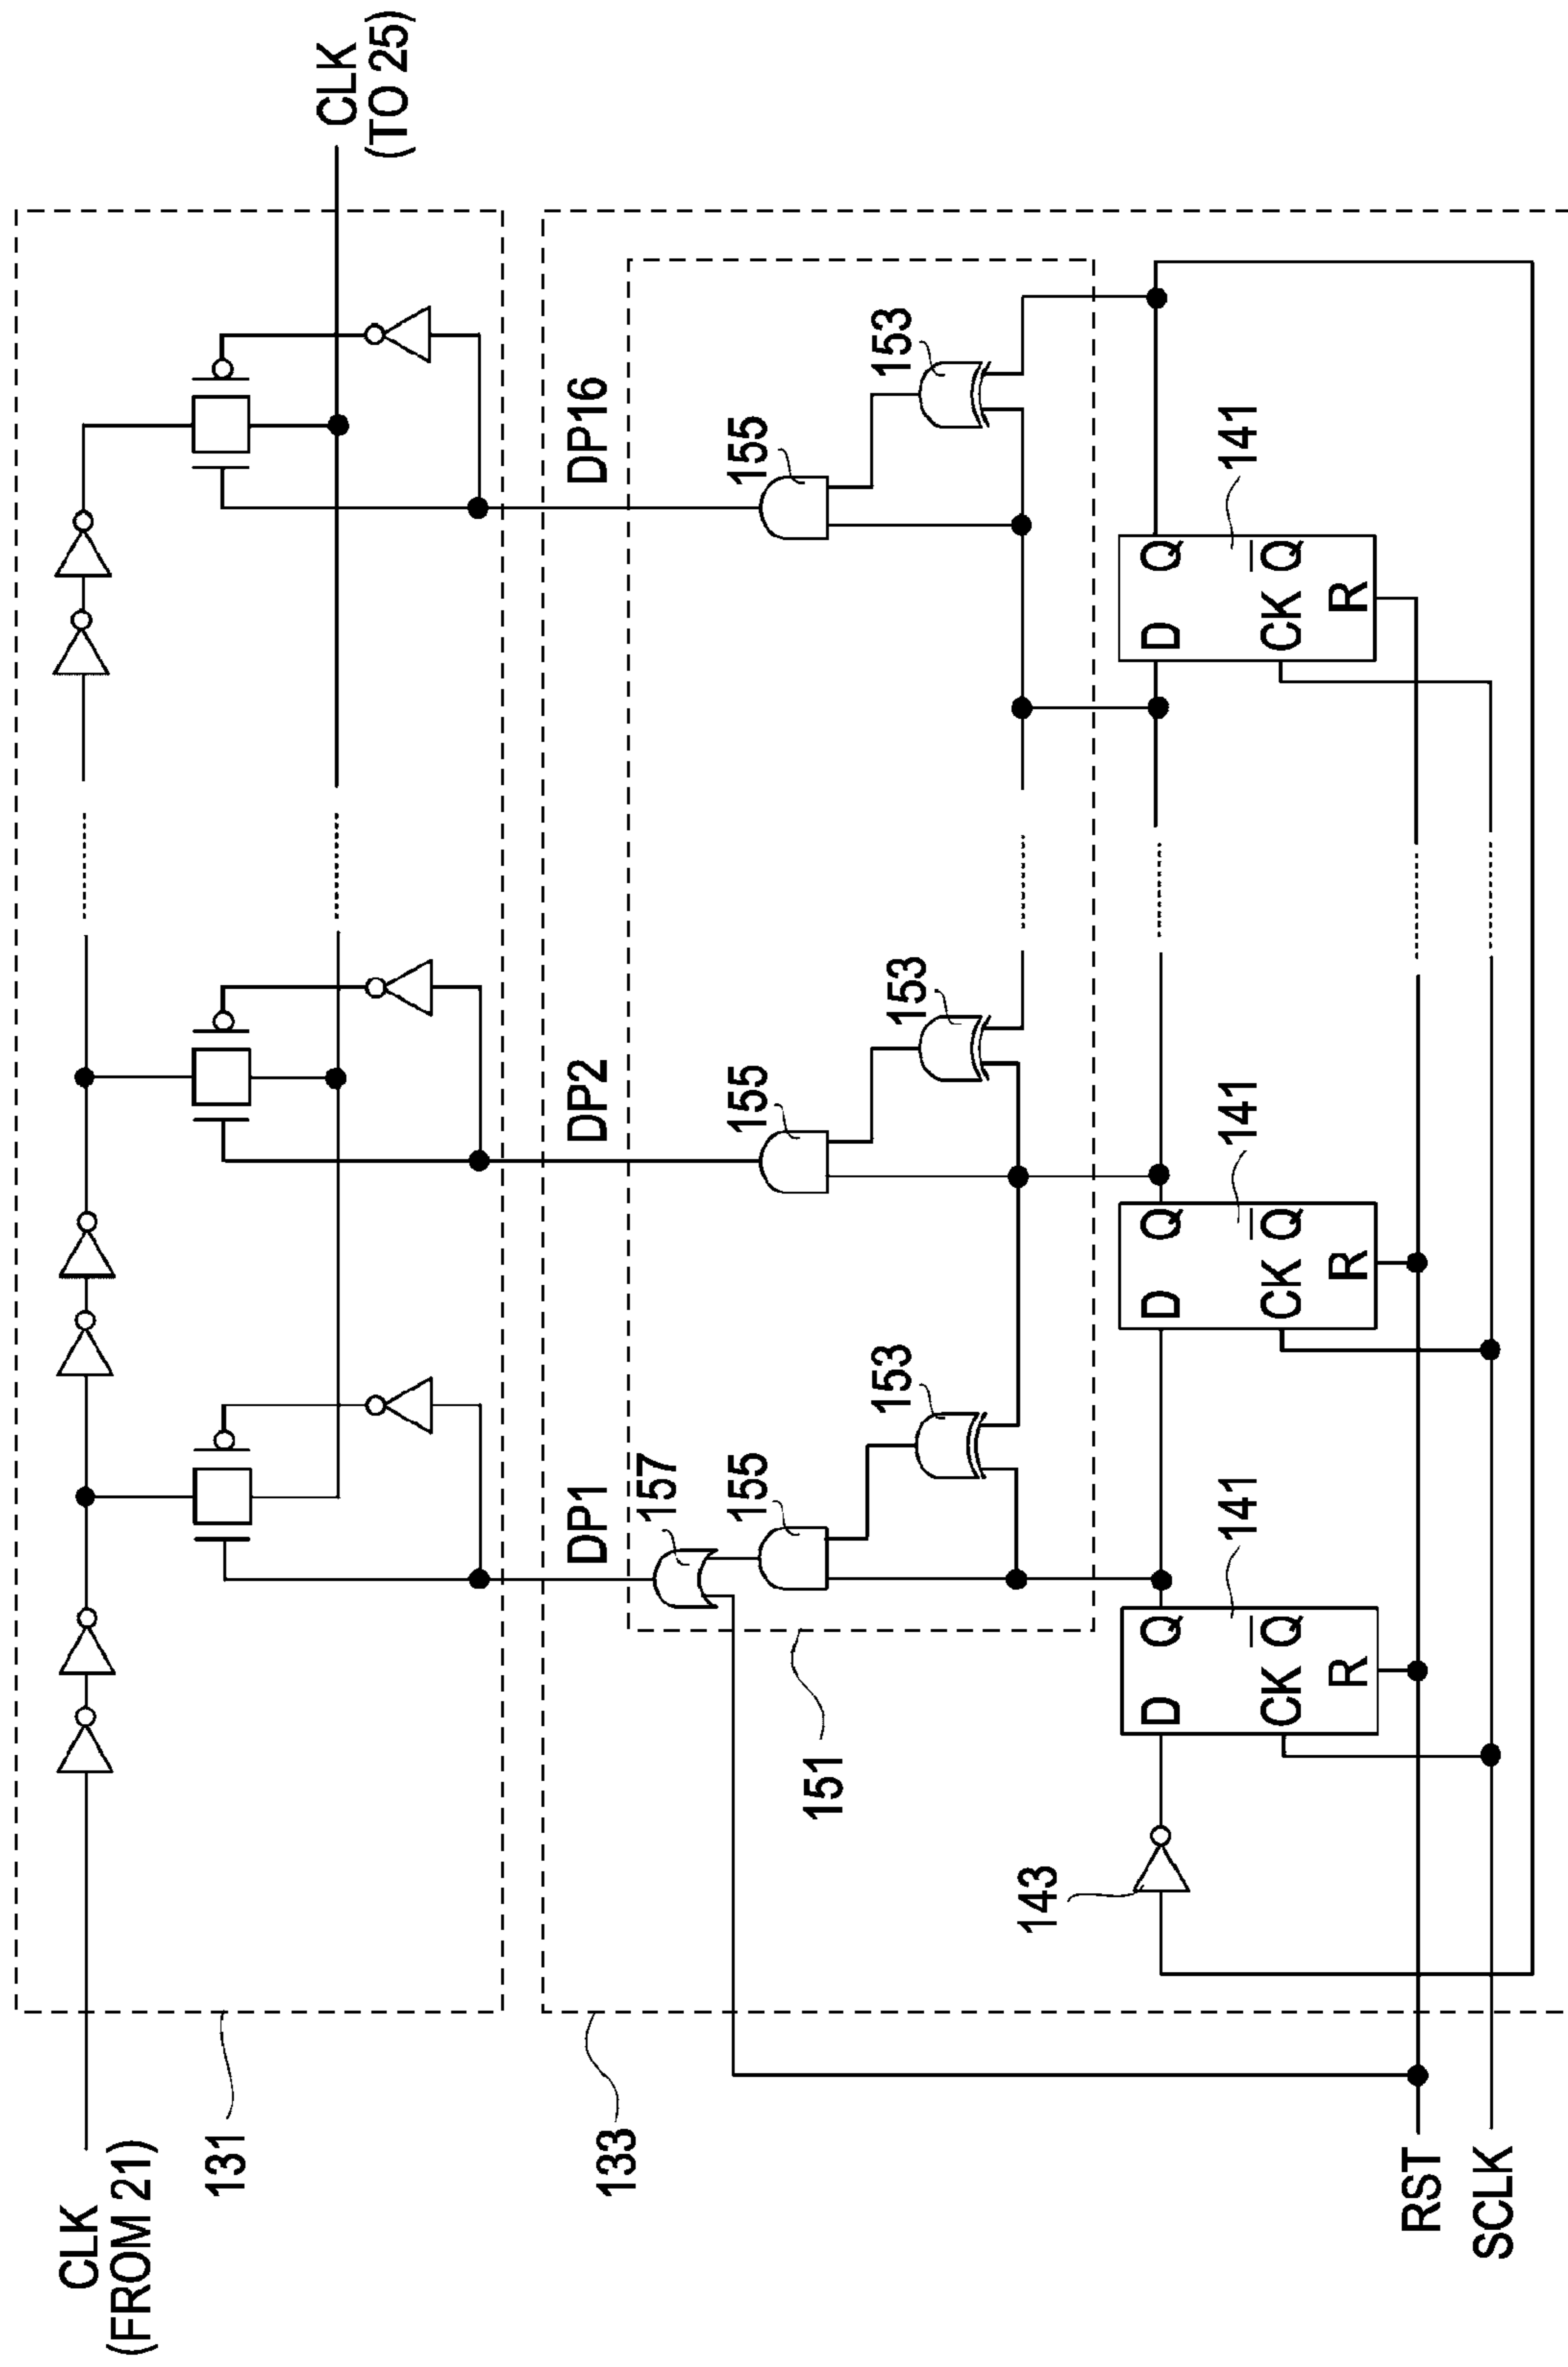 CLK
(FROM 21)
CLK
(TO 25)
131
133
DP1
DP2
DP16
157
155
155
155
153
153
153
151
143
141
141
141
D Q
CK Q̅
R
D Q
CK Q̅
R
D Q
CK Q̅
R
RST
SCLK